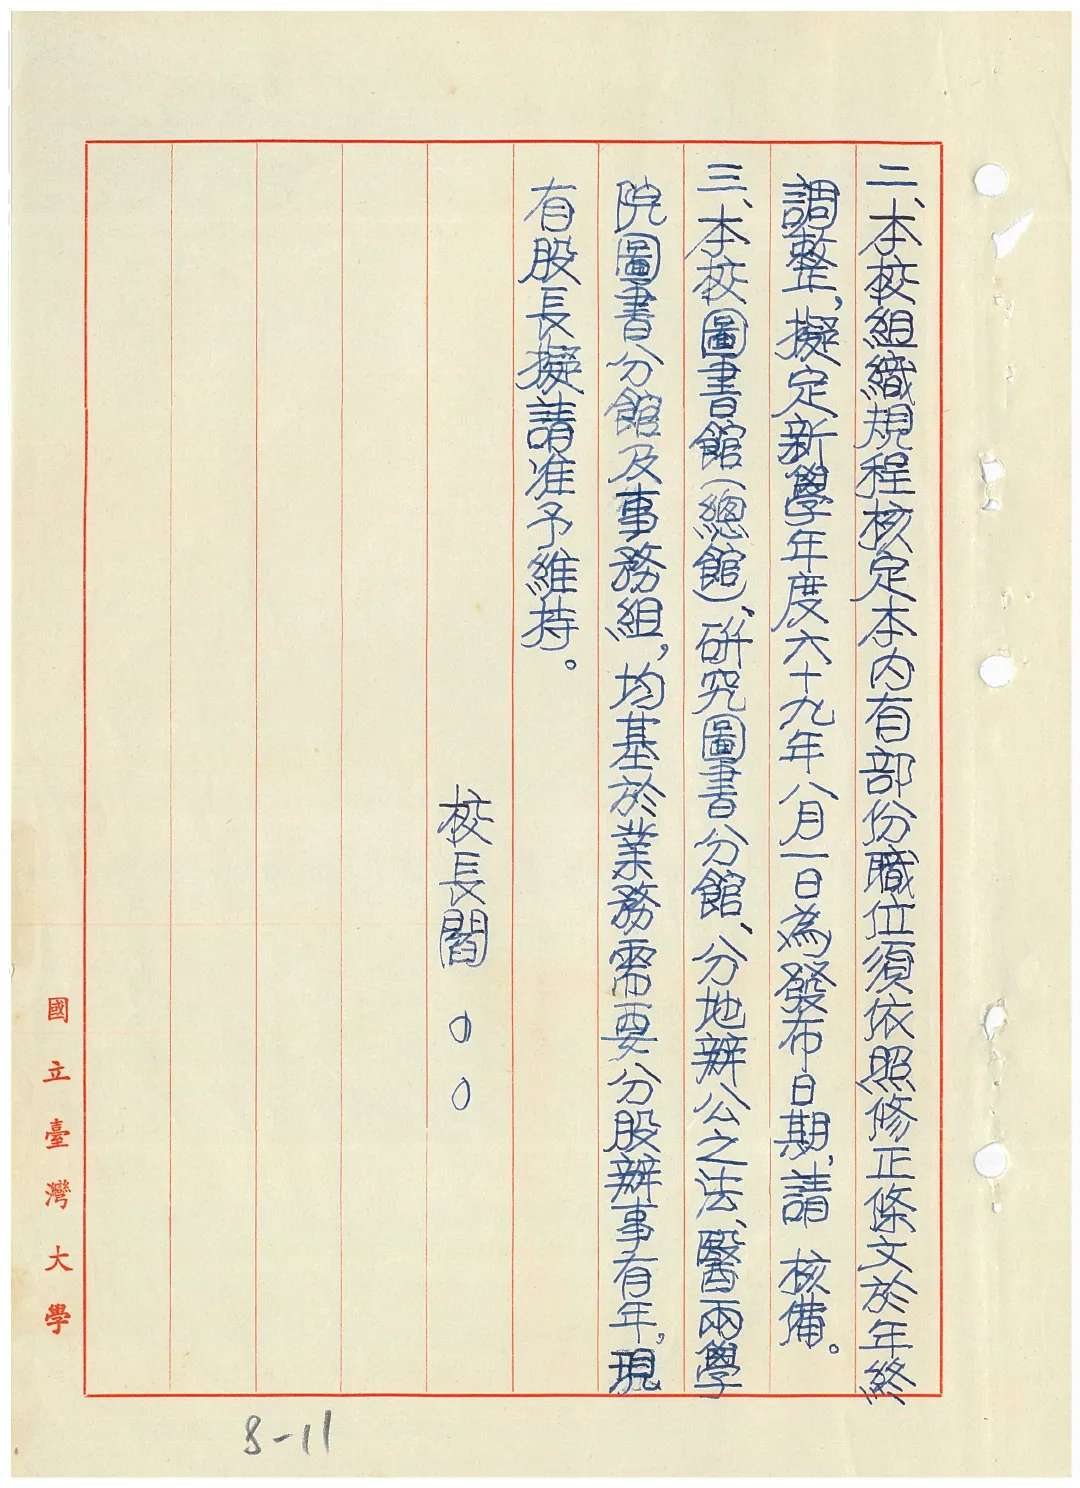 二、本校組織規程核定本內有部份職位須依照修正條文於年終
調整，擬定新學年度六十九年八月一日為發布日期，請 核備。
三、本校圖書館（總館）、研究圖書分館、分地辦公之法、醫兩學
院圖書分館及事務組，均基於業務需要分股辦事有年，現
有股長擬請准予維持。
校長閻○○
國立臺灣大學
8-11